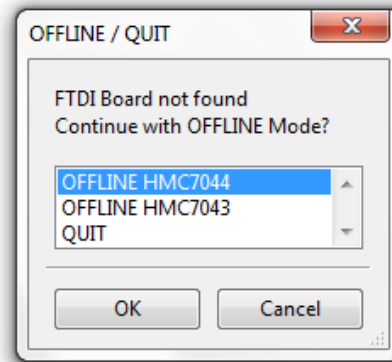 OFFLINE / QUIT
FTDI Board not found
Continue with OFFLINE Mode?
OFFLINE HMC7044
OFFLINE HMC7043
QUIT
OK Cancel